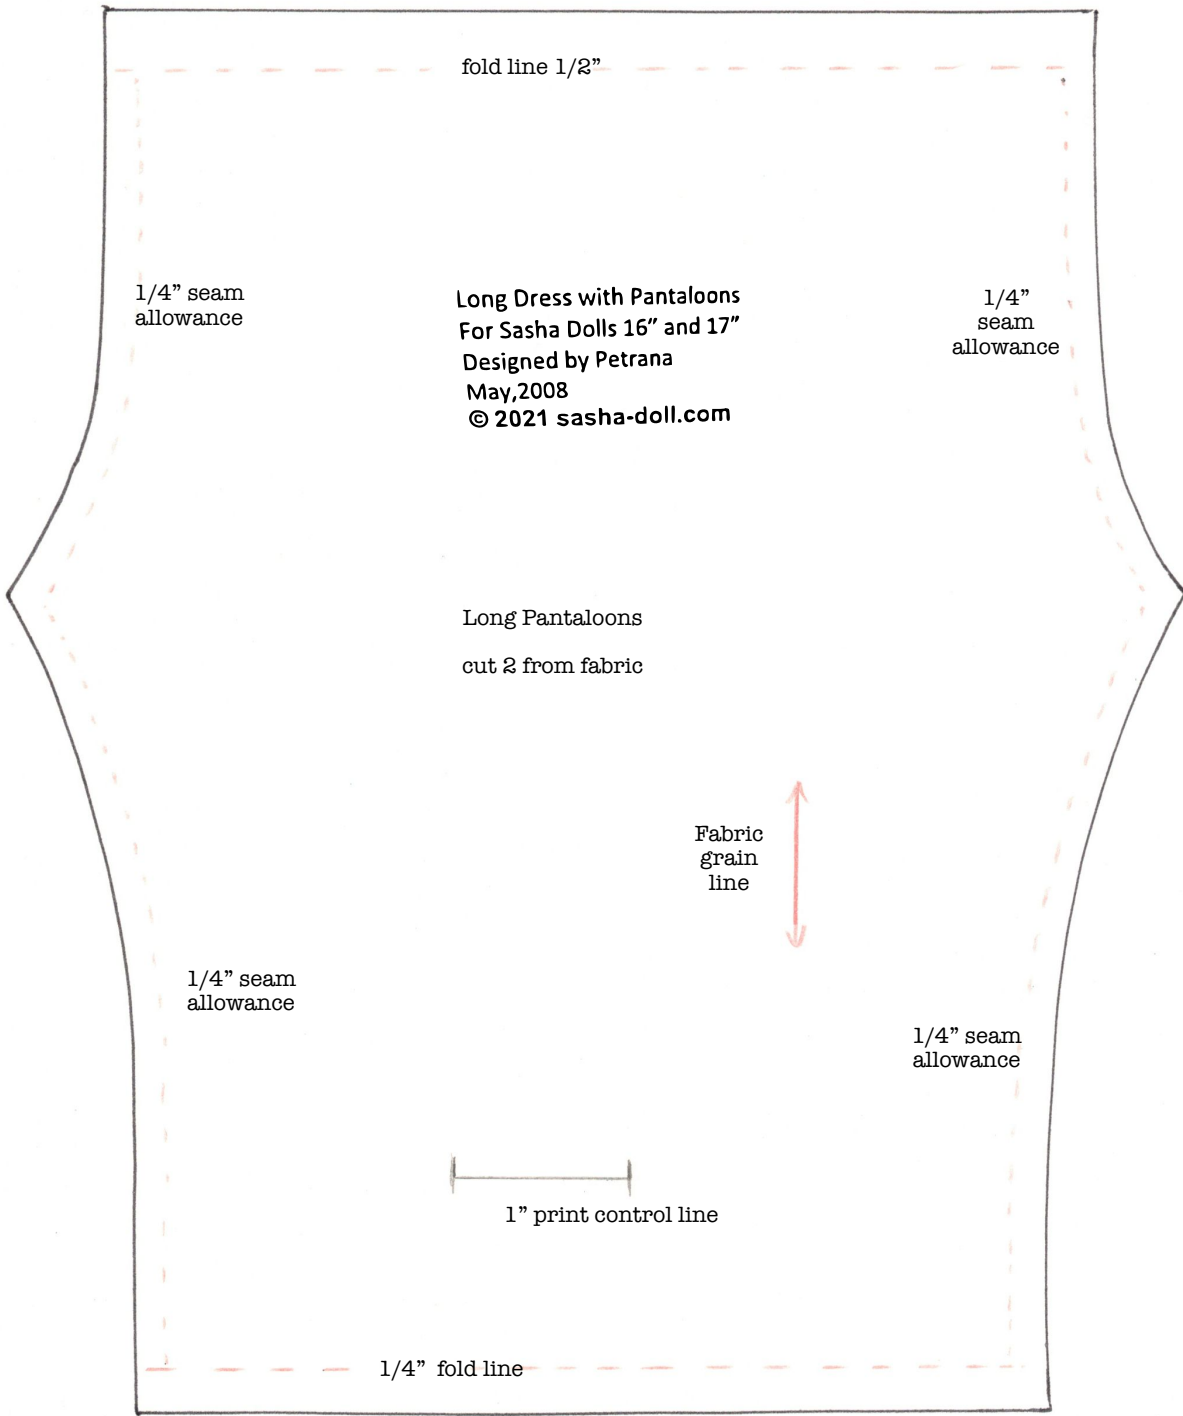 fold line 1/2”
1/4” seam
allowance
Long Dress with Pantaloons
For Sasha Dolls 16” and 17”
Designed by Petrana
May,2008
© 2021 sasha-doll.com
1/4”
seam
allowance
Long Pantaloons
cut 2 from fabric
Fabric
grain
line
1/4” seam
allowance
1/4” seam
allowance
1” print control line
1/4” fold line